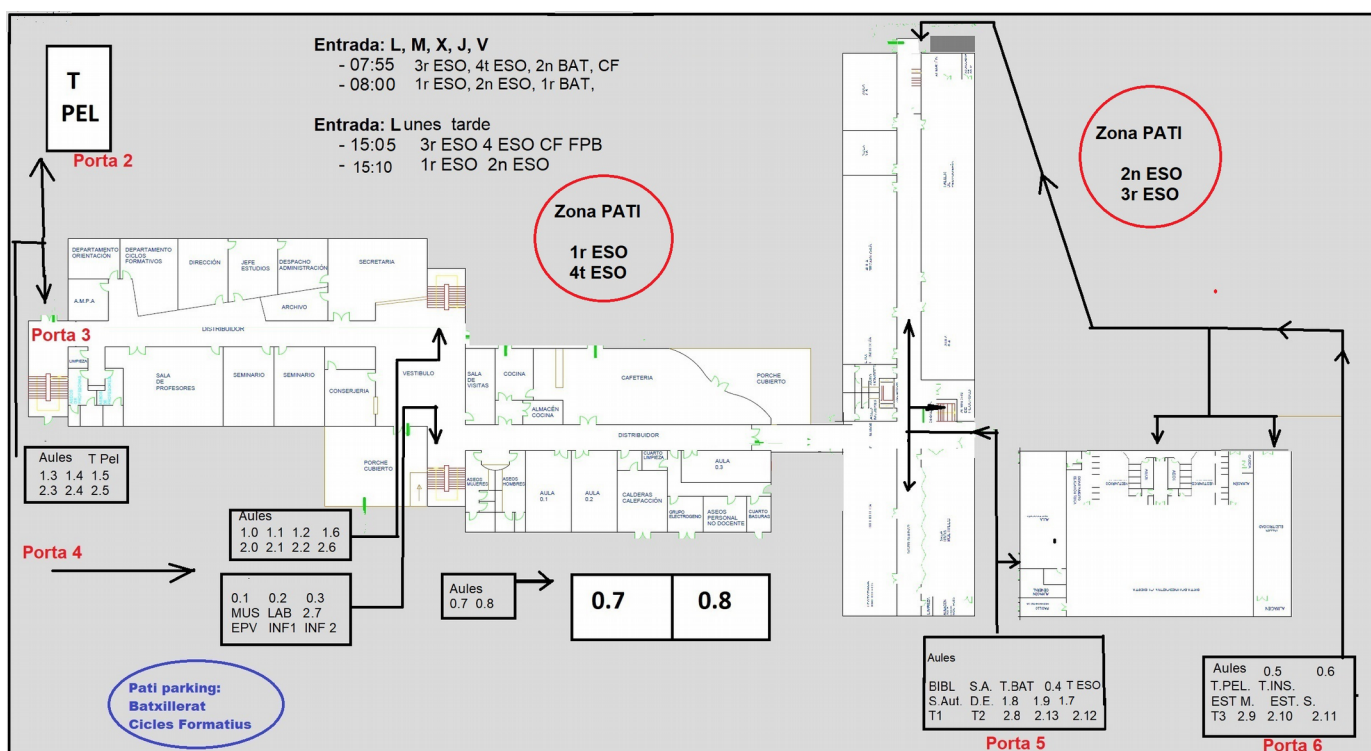 T
PEL
Porta 2
Entrada: L, M, X, J, V
- 07:55 3r ESO, 4t ESO, 2n BAT, CF
- 08:00 1r ESO, 2n ESO, 1r BAT,
Entrada: Lunes tarde
- 15:05 3r ESO 4 ESO CF FPB
- 15:10 1r ESO 2n ESO
Zona PATI
1r ESO
4t ESO
Zona PATI
2n ESO
3r ESO
DEPARTAMENTO
ORIENTACIÓN
DEPARTAMENTO
CICLOS
FORMATIVOS
DIRECCIÓN
JEFE
ESTUDIOS
DESPACHO
ADMINISTRACIÓN
SECRETARIA
A.M.P.A
ARCHIVO
Porta 3
DISTRIBUIDOR
LIMPIEZA
SALA
DE
PROFESORES
SEMINARIO
SEMINARIO
CONSERJERIA
VESTIBULO
SALA
DE
VISITAS
COCINA
ALMACÉN
COCINA
CAFETERIA
PORCHE
CUBIERTO
DISTRIBUIDOR
PORCHE
CUBIERTO
ASEOS
MUJERES
ASEOS
HOMBRES
AULA
0.1
AULA
0.2
CUARTO
LIMPIEZA
CALDERAS
CALEFACCIÓN
AULA
0.3
GRUPO
ELECTROGENO
ASEOS
PERSONAL
NO DOCENTE
CUARTO
BASURAS
Aules T Pel
1.3 1.4 1.5
2.3 2.4 2.5
Porta 4
Aules
1.0 1.1 1.2 1.6
2.0 2.1 2.2 2.6
0.1 0.2 0.3
MUS LAB 2.7
EPV INF1 INF 2
Aules
0.7 0.8
0.7
0.8
Pati parking:
Batxillerat
Cicles Formatius
Aules
BIBL S.A. T.BAT 0.4 T ESO
S.Aut. D.E. 1.8 1.9 1.7
T1 T2 2.8 2.13 2.12
Porta 5
Aules 0.5 0.6
T.PEL. T.INS.
EST M. EST. S.
T3 2.9 2.10 2.11
Porta 6